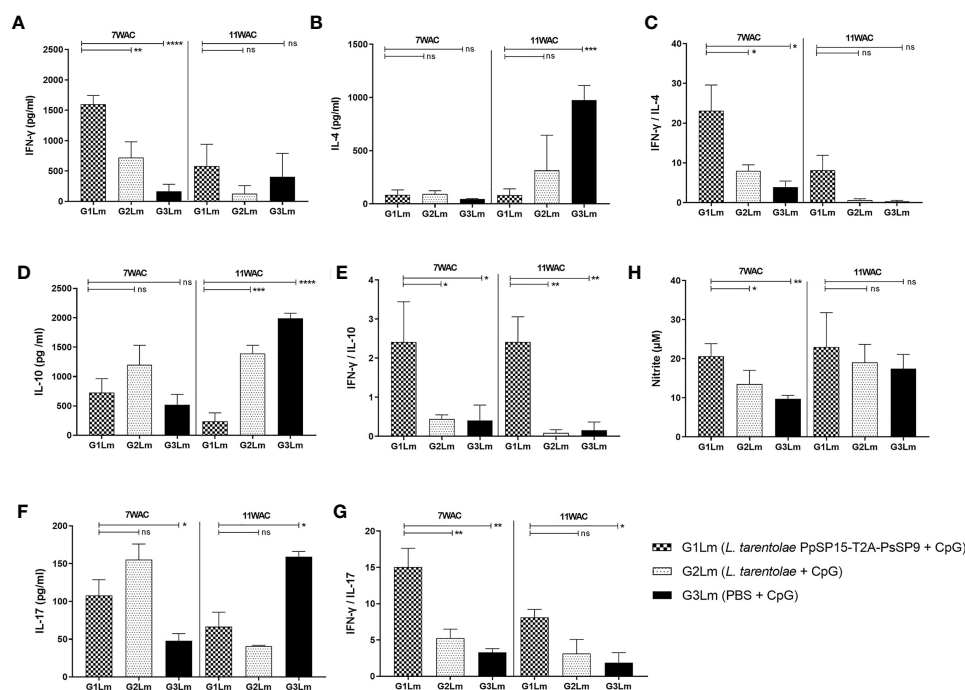 A
7WAC
11WAC
****
ns
**
ns
IFN-γ (pg/ml)
2500
2000
1500
1000
500
0
G1Lm G2Lm G3Lm G1Lm G2Lm G3Lm
B
7WAC
11WAC
ns
***
ns
ns
IL-4 (pg/ml)
1500
1000
500
0
G1Lm G2Lm G3Lm G1Lm G2Lm G3Lm
C
7WAC
11WAC
*
ns
*
ns
IFN-γ / IL-4
40
30
20
10
0
G1Lm G2Lm G3Lm G1Lm G2Lm G3Lm
D
7WAC
11WAC
ns
****
ns
***
IL-10 (pg /ml)
2500
2000
1500
1000
500
0
G1Lm G2Lm G3Lm G1Lm G2Lm G3Lm
E
7WAC
11WAC
*
**
*
**
IFN-γ / IL-10
6
4
2
0
G1Lm G2Lm G3Lm G1Lm G2Lm G3Lm
H
7WAC
11WAC
**
ns
*
ns
Nitrite (µM)
40
30
20
10
0
G1Lm G2Lm G3Lm G1Lm G2Lm G3Lm
F
7WAC
11WAC
*
*
ns
ns
IL-17 (pg/ml)
200
150
100
50
0
G1Lm G2Lm G3Lm G1Lm G2Lm G3Lm
G
7WAC
11WAC
**
*
**
ns
IFN-γ / IL-17
15
10
5
0
G1Lm G2Lm G3Lm G1Lm G2Lm G3Lm
G1Lm (L. tarentolae PpSP15-T2A-PsSP9 + CpG)
G2Lm (L. tarentolae + CpG)
G3Lm (PBS + CpG)